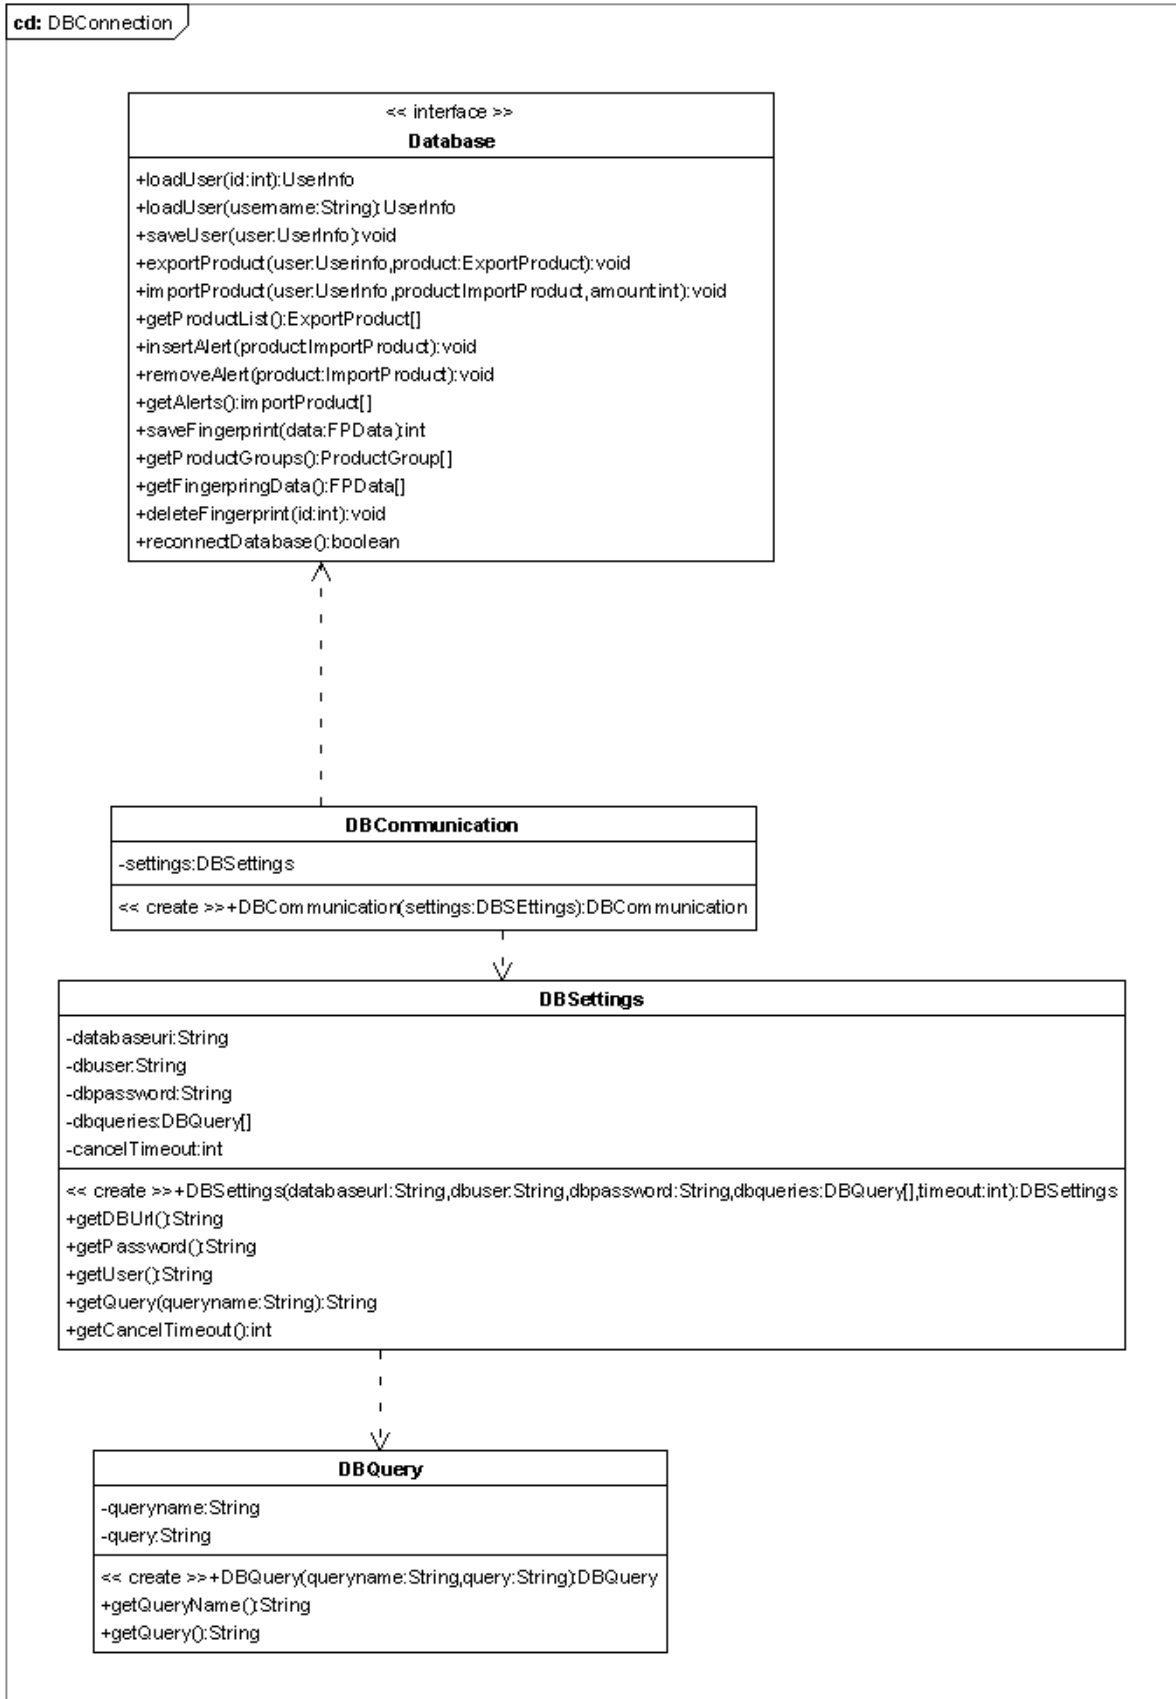 cd: DBConnection
<< interface >>
Database
+loadUser(id:int):UserInfo
+loadUser(username:String):UserInfo
+saveUser(user:UserInfo):void
+exportProduct(user:Userinfo,product:ExportProduct):void
+importProduct(user:UserInfo,product:ImportProduct,amount:int):void
+getProductList():ExportProduct[]
+insertAlert(product:ImportProduct):void
+removeAlert(product:ImportProduct):void
+getAlerts():importProduct[]
+saveFingerprint(data:FPData):int
+getProductGroups():ProductGroup[]
+getFingerpringData():FPData[]
+deleteFingerprint(id:int):void
+reconnectDatabase():boolean
DBCommunication
-settings:DBSettings
<< create >>+DBCommunication(settings:DBSEttings):DBCommunication
DBSettings
-databaseurl:String
-dbuser:String
-dbpassword:String
-dbqueries:DBQuery[]
-cancelTimeout:int
<< create >>+DBSettings(databaseurl:String,dbuser:String,dbpassword:String,dbqueries:DBQuery[],timeout:int):DBSettings
+getDBUrl():String
+getPassword():String
+getUser():String
+getQuery(queryname:String):String
+getCancelTimeout():int
DBQuery
-queryname:String
-query:String
<< create >>+DBQuery(queryname:String,query:String):DBQuery
+getQueryName():String
+getQuery():String